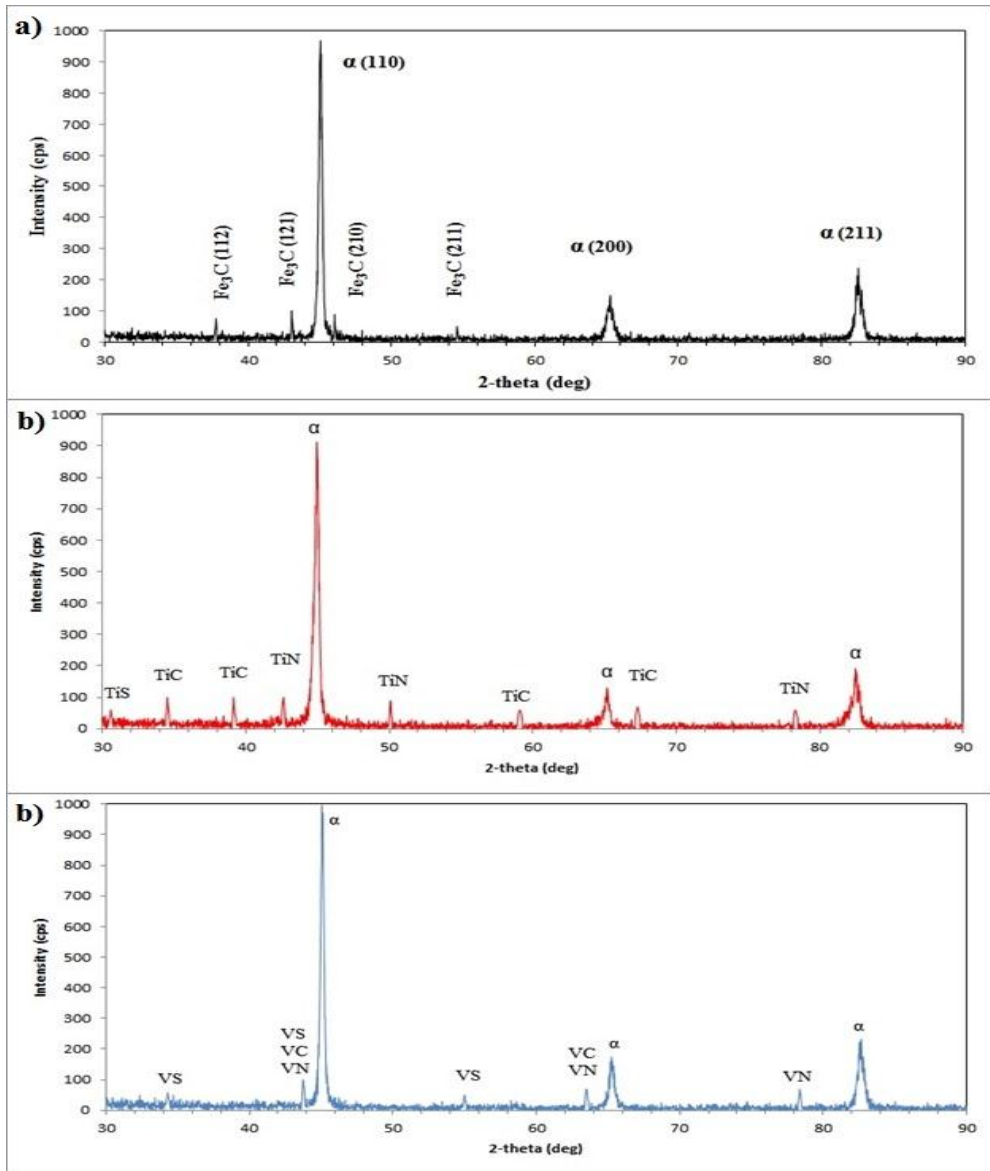 a)
1000
900
800
700
600
500
400
300
200
100
0
Intensity (cps)
α (110)
Fe₃C (112)
Fe₃C (121)
Fe₃C (210)
Fe₃C (211)
α (200)
α (211)
30 40 50 60 70 80 90
2-theta (deg)
b)
1000
900
800
700
600
500
400
300
200
100
0
Intensity (cps)
α
TiS
TiC
TiC
TiN
TiN
TiC
α
TiC
TiN
α
30 40 50 60 70 80 90
2-theta (deg)
b)
1000
900
800
700
600
500
400
300
200
100
0
Intensity (cps)
α
VS
VS
VC
VN
VS
VC
VN
α
VN
α
30 40 50 60 70 80 90
2-theta (deg)